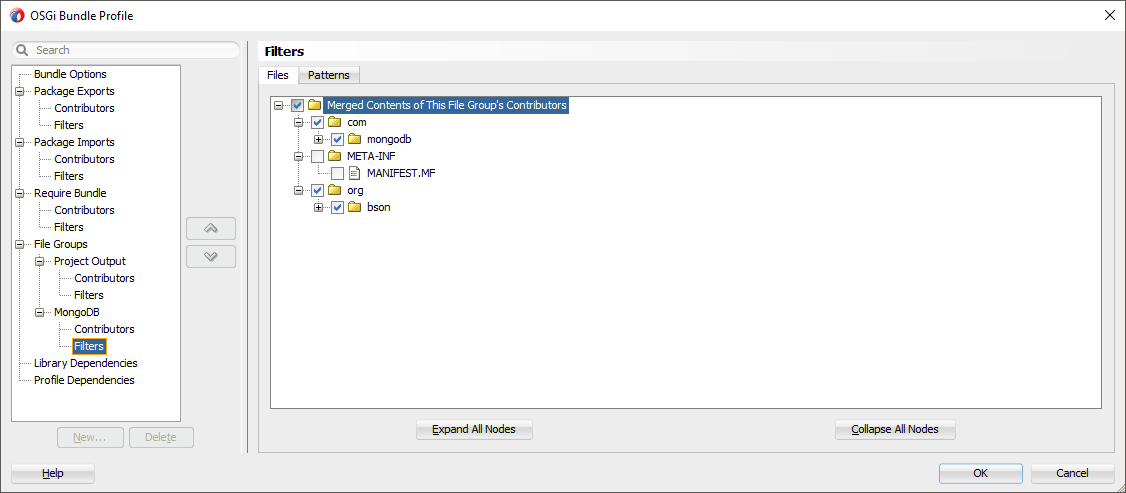 OSGi Bundle Profile
Search
Bundle Options
Package Exports
Contributors
Filters
Package Imports
Contributors
Filters
Require Bundle
Contributors
Filters
File Groups
Project Output
Contributors
Filters
MongoDB
Contributors
Filters
Library Dependencies
Profile Dependencies
New...
Delete
Filters
Files
Patterns
Merged Contents of This File Group's Contributors
com
mongodb
META-INF
MANIFEST.MF
org
bson
Expand All Nodes
Collapse All Nodes
Help
OK
Cancel